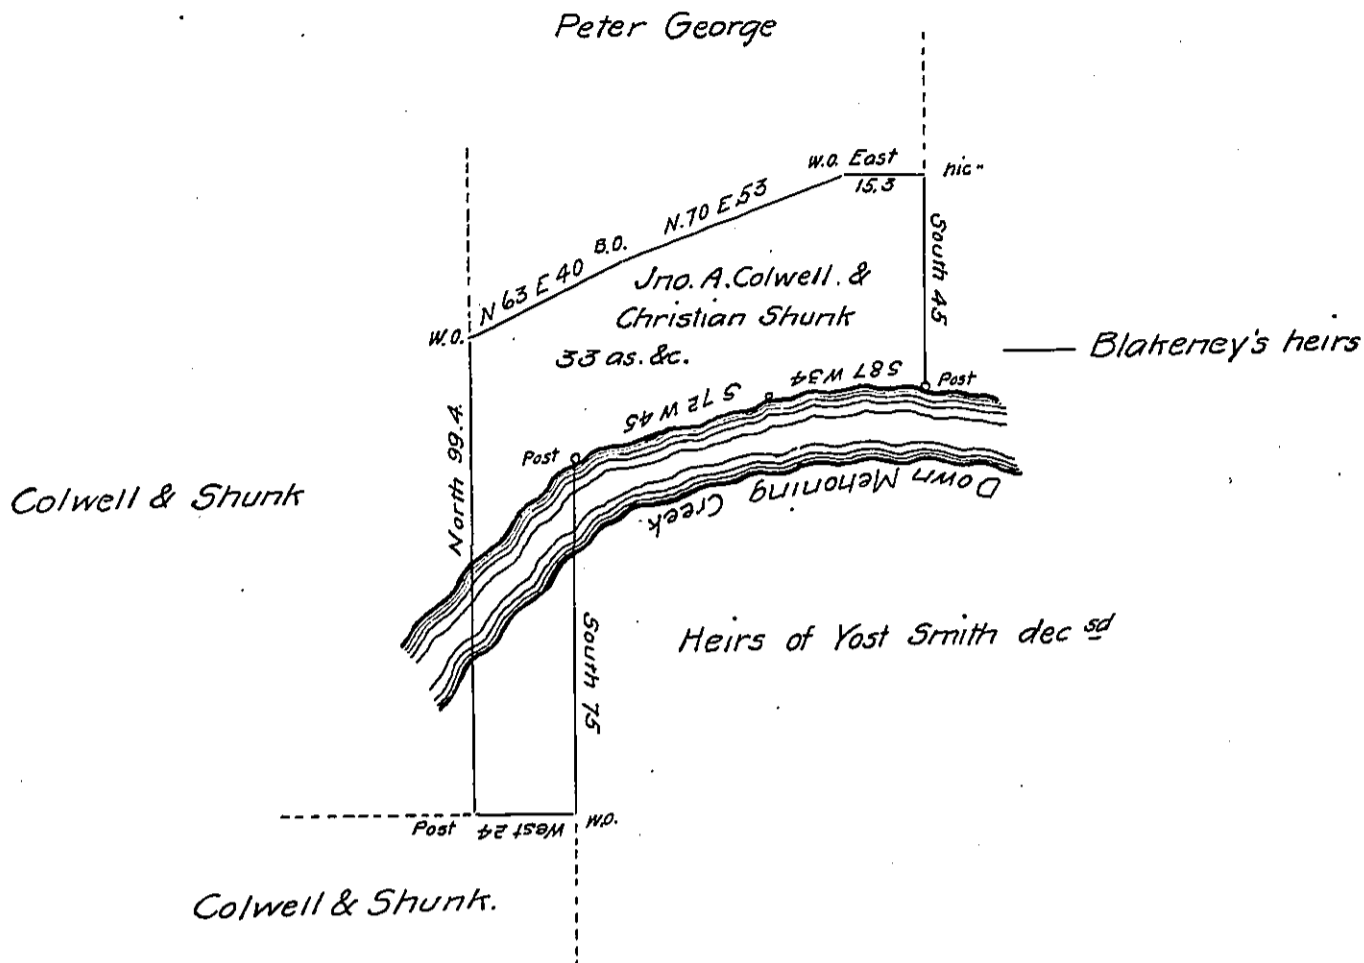 Peter George
W.O. East
15.3
hic"
N.70 E.53
B.O.
N 63 E 40
W.O.
South 45
Jno. A. Colwell. &
Christian Shunk
33 as. &c.
Blakeney's heirs
S 87 W 34
Post
S 72 W 45
Post
North 99.4.
Colwell & Shunk
Down Mehoning Creek.
South 75
Heirs of Yost Smith dec sd
Post
West 24
W.O.
Colwell & Shunk.